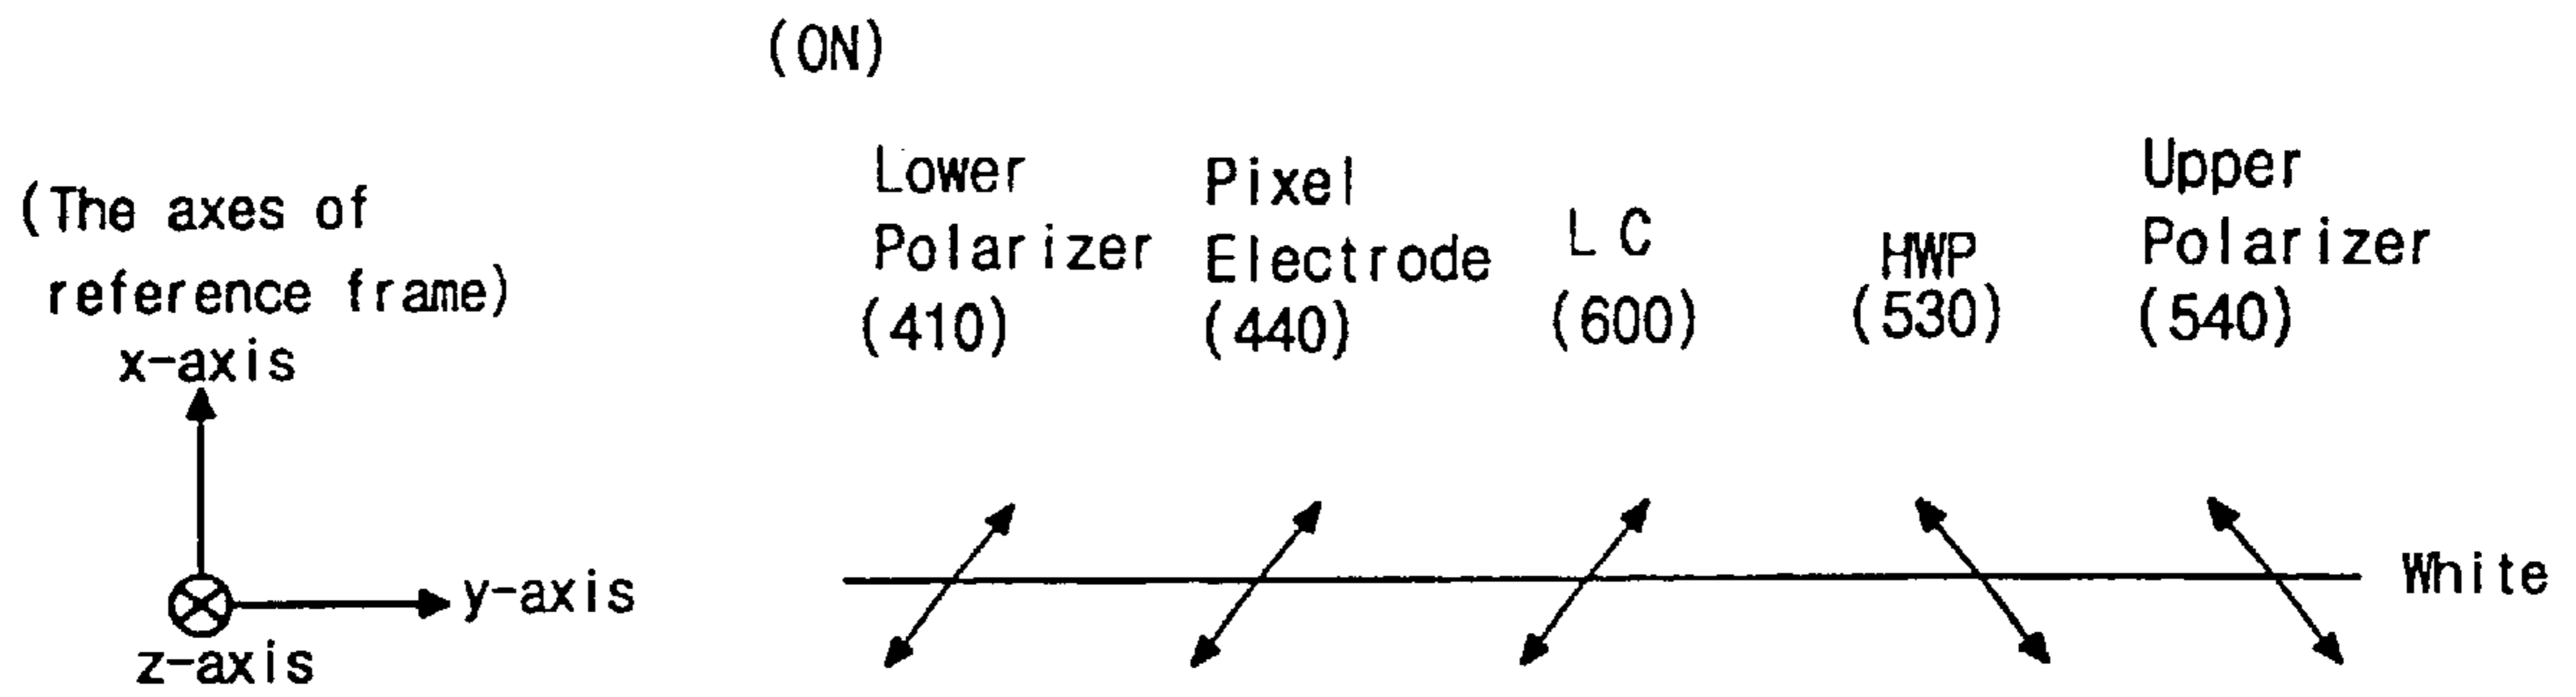 (ON)
(The axes of
reference frame)
x-axis
y-axis
z-axis
Lower
Polarizer
(410)
Pixel
Electrode
(440)
LC
(600)
HWP
(530)
Upper
Polarizer
(540)
White